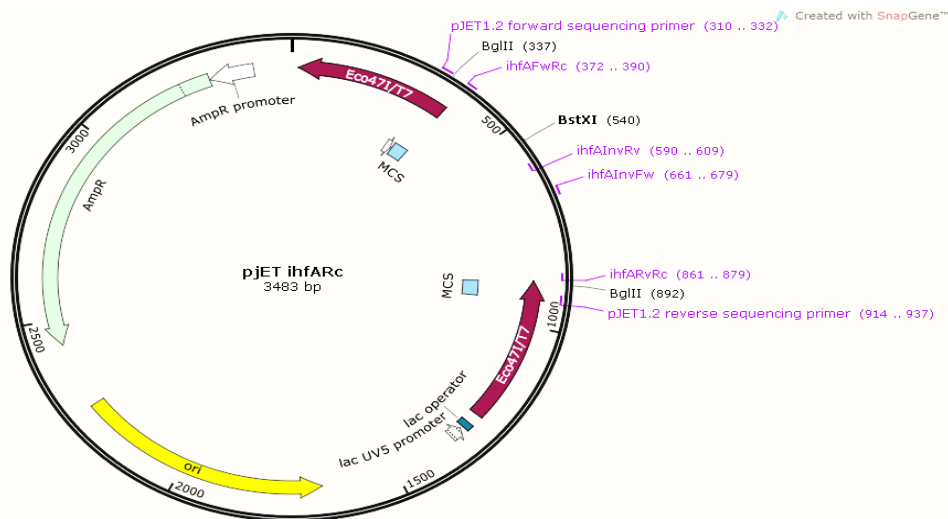 Created with SnapGene™
pJET1.2 forward sequencing primer (310 .. 332)
BglII (337)
ihfAFwRc (372 .. 390)
Eco47I/T7
AmpR promoter
500
BstXI (540)
3000
MCS
ihfAInvRv (590 .. 609)
ihfAInvFw (661 .. 679)
AmpR
pjET ihfARc
3483 bp
MCS
ihfARvRc (861 .. 879)
BglII (892)
pJET1.2 reverse sequencing primer (914 .. 937)
1000
2500
Eco47I/T7
lac operator
lac UV5 promoter
ori
2000
1500